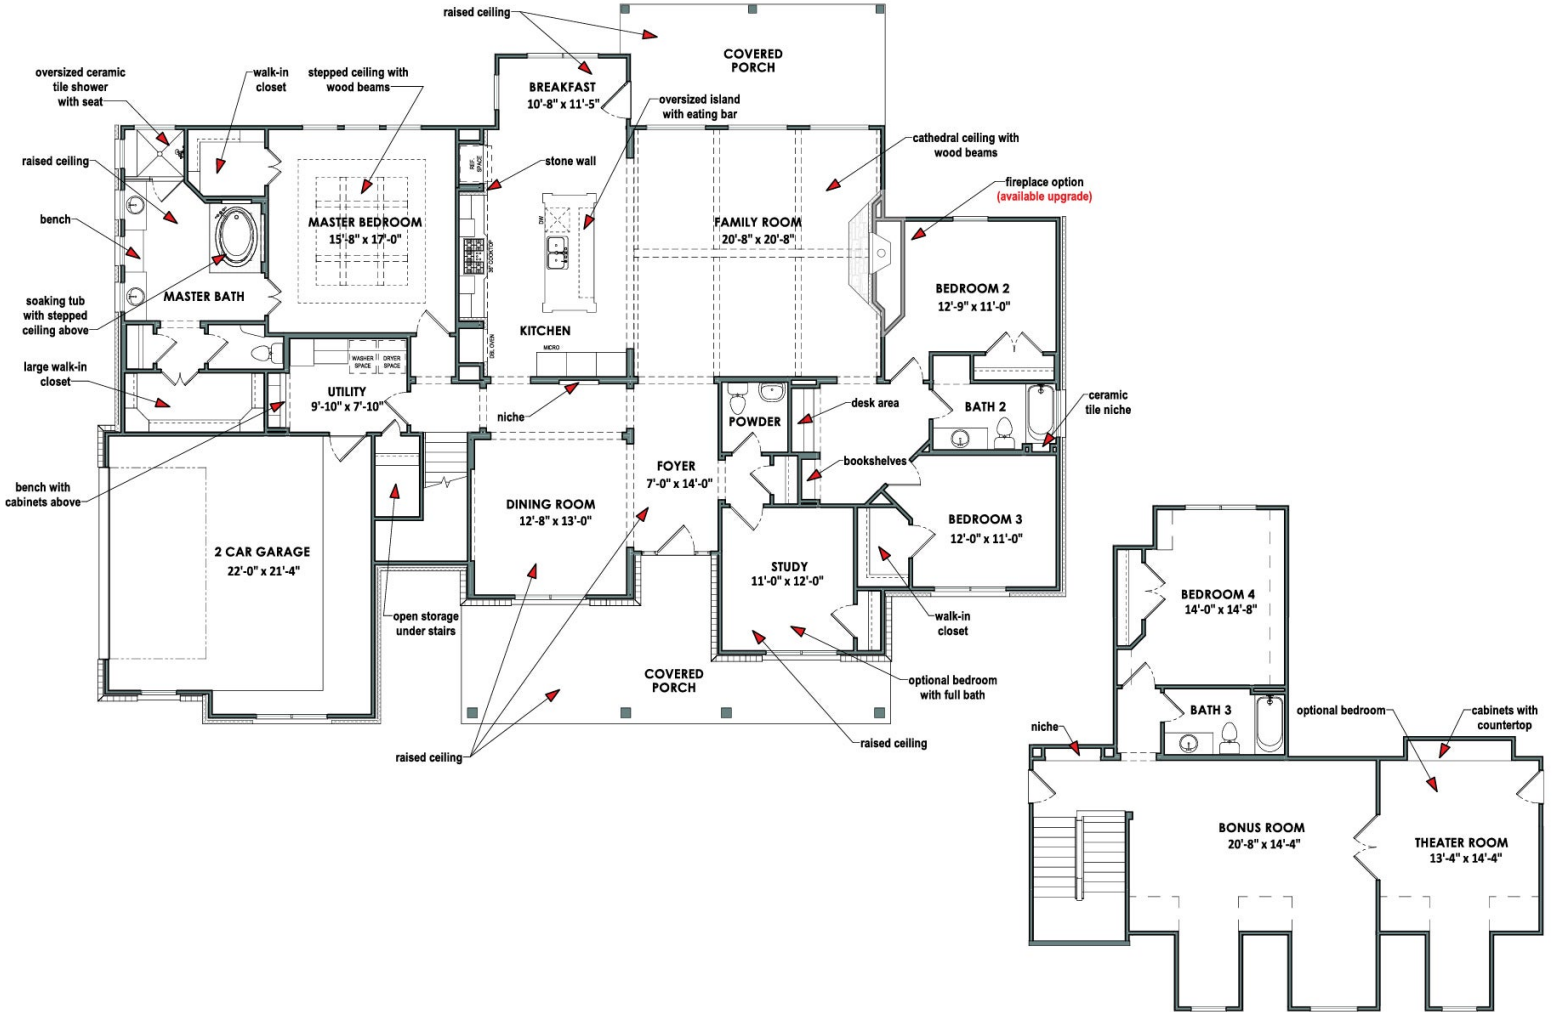 raised ceiling
COVERED
PORCH
oversized ceramic
tile shower
with seat
walk-in
closet
stepped ceiling with
wood beams
BREAKFAST
10'-8" x 11'-5"
oversized island
with eating bar
cathedral ceiling with
wood beams
raised ceiling
REF.
SPACE
stone wall
fireplace option
(available upgrade)
bench
MASTER BEDROOM
15'-8" x 17'-0"
DW
36" COOKTOP
FAMILY ROOM
20'-8" x 20'-8"
MASTER BATH
BEDROOM 2
12'-9" x 11'-0"
soaking tub
with stepped
ceiling above
KITCHEN
MICRO
DBL OVEN
large walk-in
closet
WASHER
SPACE
DRYER
SPACE
UTILITY
9'-10" x 7'-10"
niche
POWDER
desk area
BATH 2
ceramic
tile niche
bench with
cabinets above
FOYER
7'-0" x 14'-0"
bookshelves
DINING ROOM
12'-8" x 13'-0"
BEDROOM 3
12'-0" x 11'-0"
2 CAR GARAGE
22'-0" x 21'-4"
STUDY
11'-0" x 12'-0"
open storage
under stairs
walk-in
closet
COVERED
PORCH
optional bedroom
with full bath
raised ceiling
raised ceiling
BEDROOM 4
14'-0" x 14'-8"
BATH 3
niche
optional bedroom
cabinets with
countertop
BONUS ROOM
20'-8" x 14'-4"
THEATER ROOM
13'-4" x 14'-4"